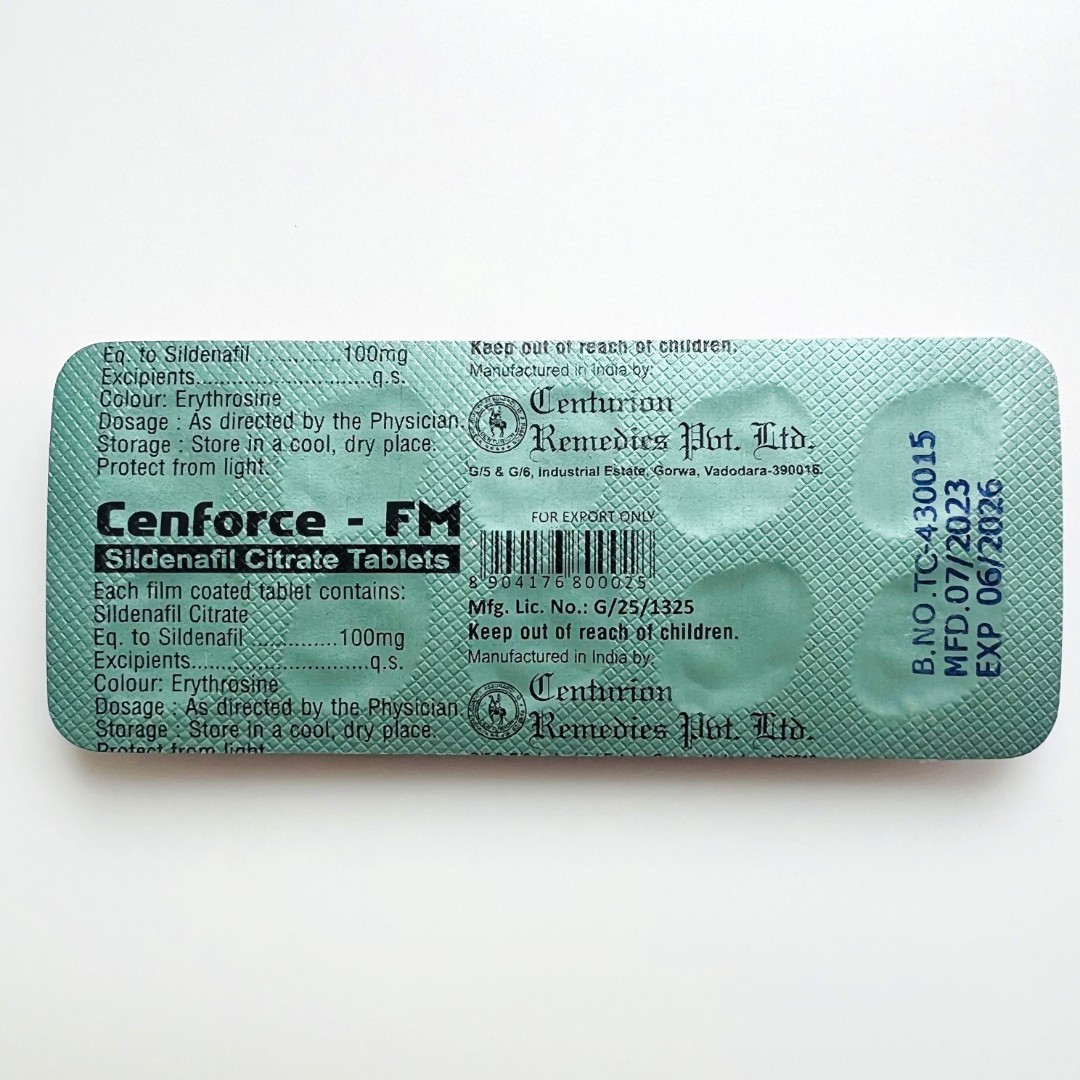 Eq. to Sildenafil ..............100mg
Excipients..............................q.s.
Colour: Erythrosine
Dosage : As directed by the Physician.
Storage : Store in a cool, dry place.
Protect from light.
Cenforce - FM
Sildenafil Citrate Tablets
Each film coated tablet contains:
Sildenafil Citrate
Eq. to Sildenafil ...............100mg
Excipients..............................q.s.
Colour: Erythrosine
Dosage : As directed by the Physician.
Storage : Store in a cool, dry place.
Protect from light
Keep out of reach of children.
Manufactured in India by:
Centurion
Remedies Pvt. Ltd.
G/5 & G/6, Industrial Estate, Gorwa, Vadodara-390016.
FOR EXPORT ONLY
8 904176 800025
Mfg. Lic. No.: G/25/1325
Keep out of reach of children.
Manufactured in India by:
Centurion
Remedies Pvt. Ltd.
B.NO.TC-430015
MFD.07/2023
EXP 06/2026